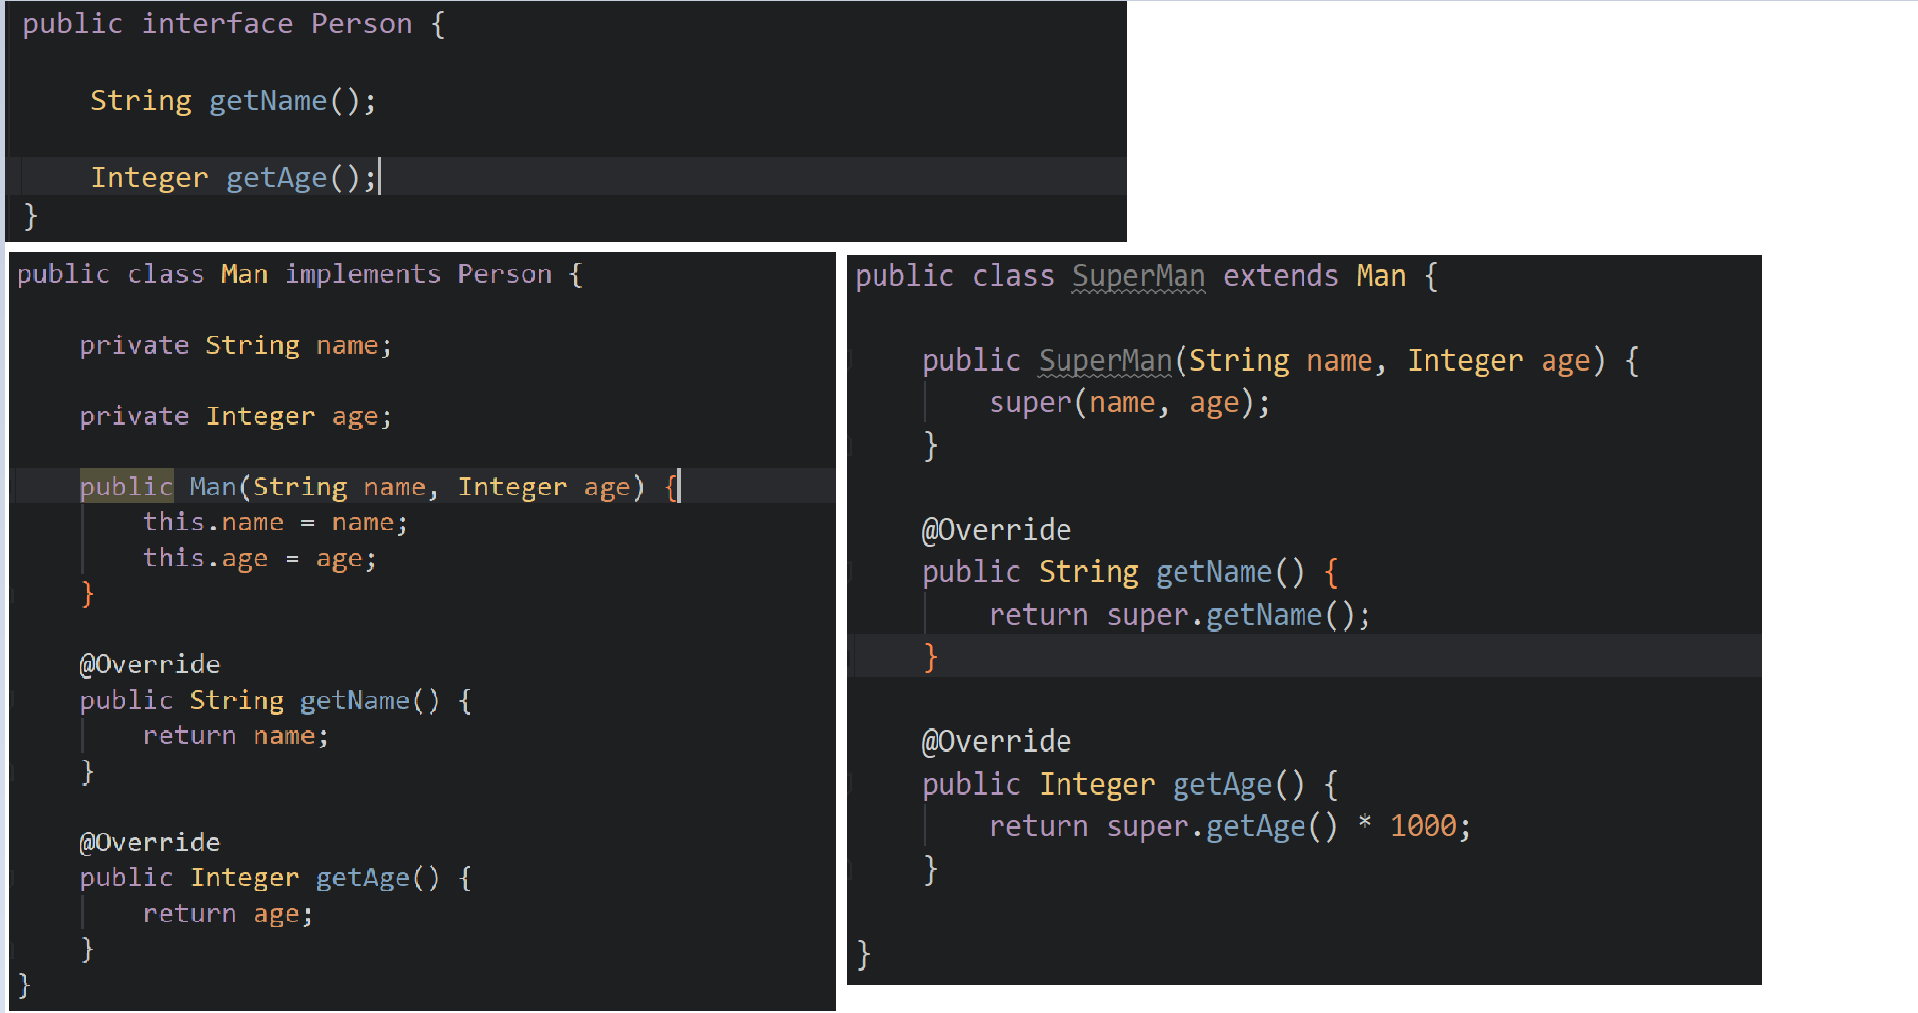 public interface Person {
String getName();
Integer getAge();
}
public class Man implements Person {
private String name;
private Integer age;
public Man(String name, Integer age) {
this.name = name;
this.age = age;
}
@Override
public String getName() {
return name;
}
@Override
public Integer getAge() {
return age;
}
}
public class SuperMan extends Man {
public SuperMan(String name, Integer age) {
super(name, age);
}
@Override
public String getName() {
return super.getName();
}
@Override
public Integer getAge() {
return super.getAge() * 1000;
}
}